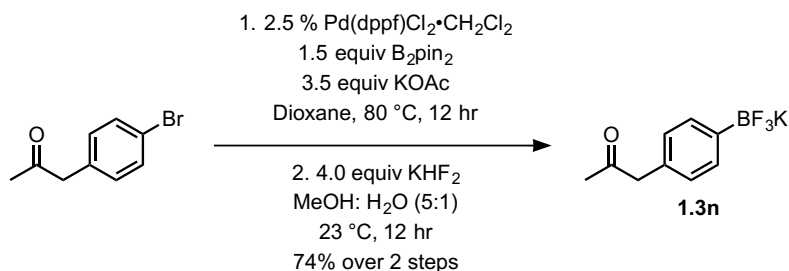 1. 2.5 % Pd(dppf)Cl₂•CH₂Cl₂
1.5 equiv B₂pin₂
3.5 equiv KOAc
Dioxane, 80 °C, 12 hr
O
Br
2. 4.0 equiv KHF₂
MeOH: H₂O (5:1)
23 °C, 12 hr
74% over 2 steps
O
BF₃K
1.3n